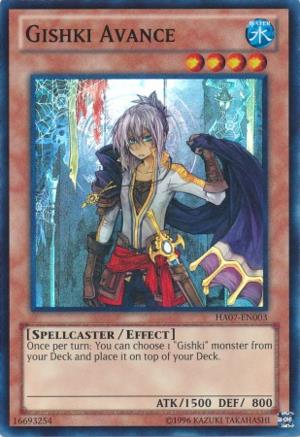 GISHKI AVANCE
WATER
水
HA07-EN003
[SPELLCASTER / EFFECT]
Once per turn: You can choose 1 "Gishki" monster from
your Deck and place it on top of your Deck.
ATK/1500 DEF/ 800
16693254
©1996 KAZUKI TAKAHASHI